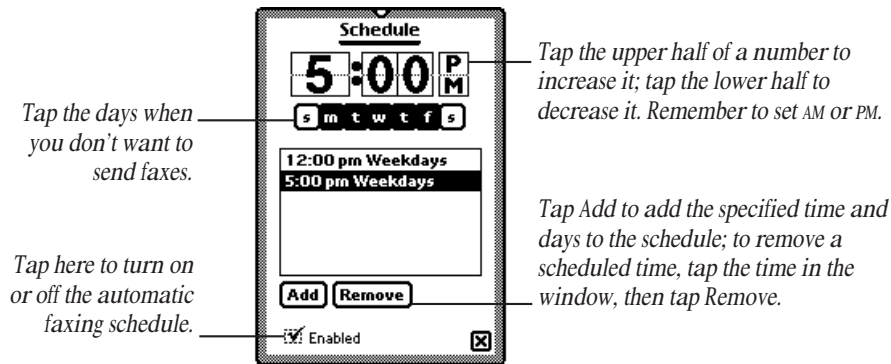 Schedule
5:00 PM
s m t w t f s
12:00 pm Weekdays
5:00 pm Weekdays
Add Remove
Enabled
Tap the days when
you don't want to
send faxes.
Tap here to turn on
or off the automatic
faxing schedule.
Tap the upper half of a number to
increase it; tap the lower half to
decrease it. Remember to set AM or PM.
Tap Add to add the specified time and
days to the schedule; to remove a
scheduled time, tap the time in the
window, then tap Remove.